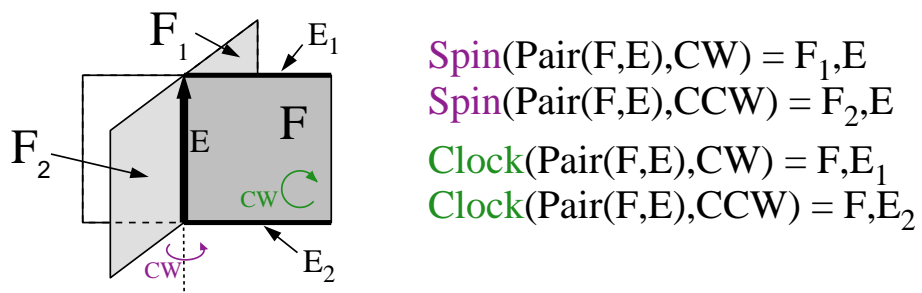 F1
E1
F
E
F2
CW
CW
E2
Spin(Pair(F,E),CW) = F1,E
Spin(Pair(F,E),CCW) = F2,E
Clock(Pair(F,E),CW) = F,E1
Clock(Pair(F,E),CCW) = F,E2